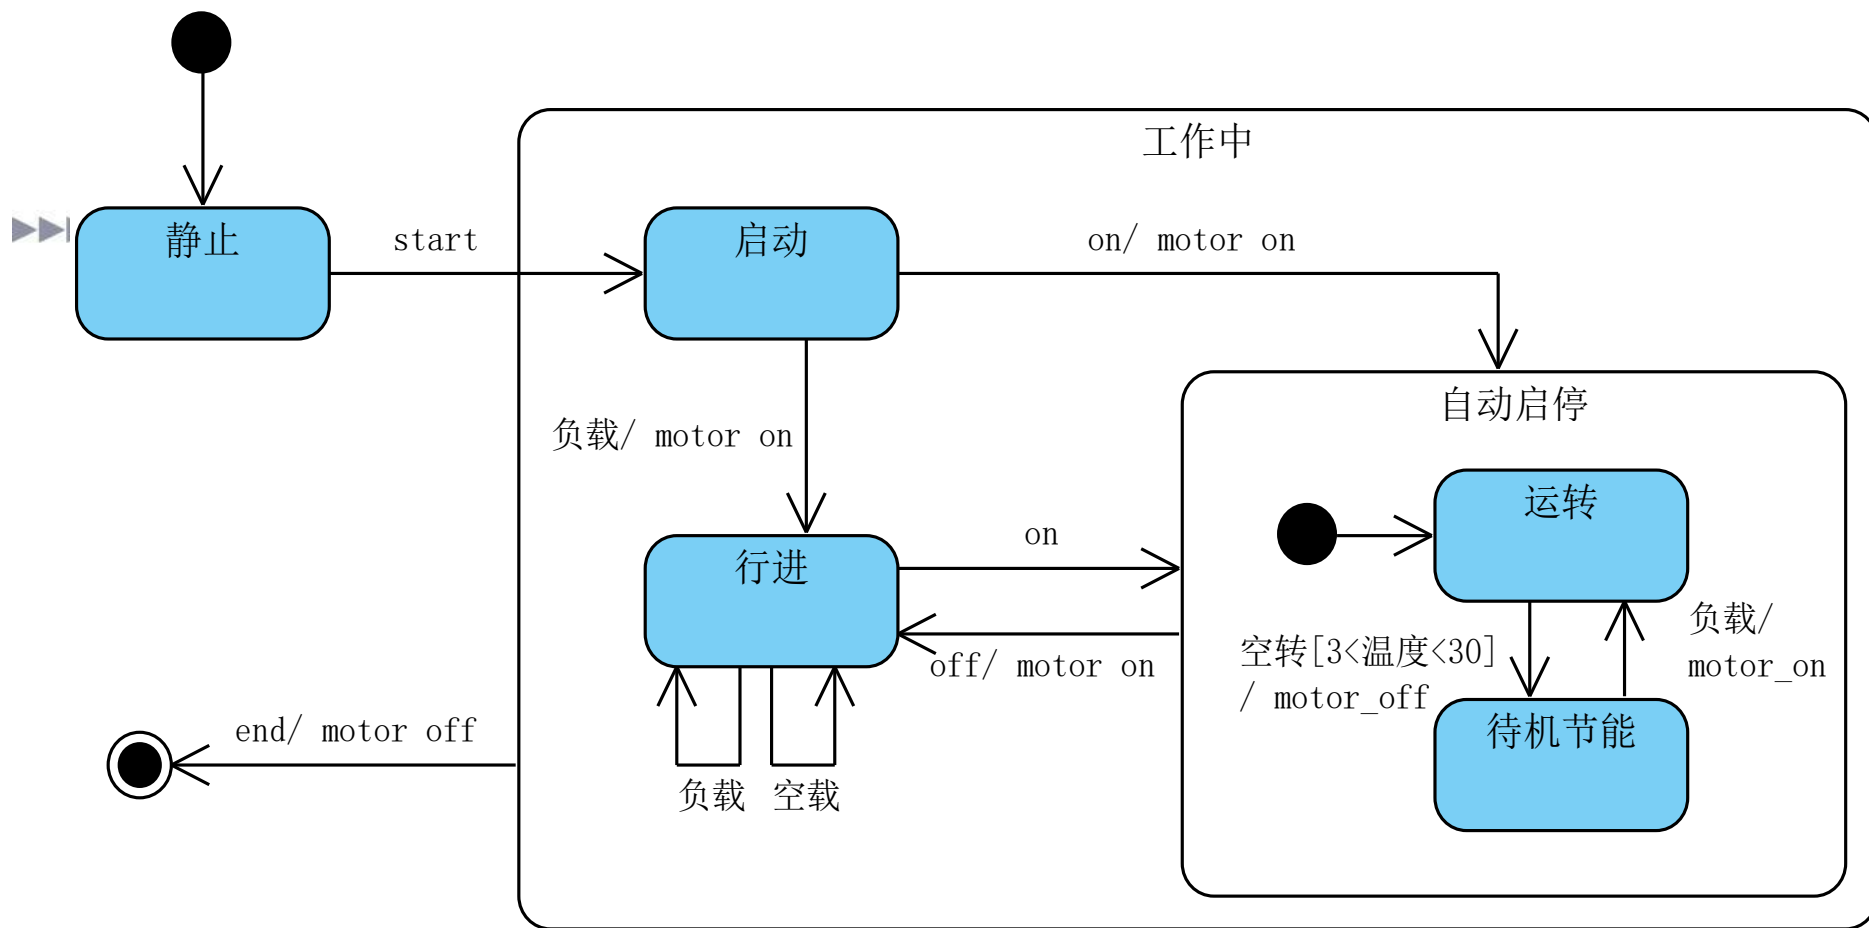 工作中
静止
start
启动
on/ motor on
自动启停
负载/ motor on
运转
行进
on
off/ motor on
空转[3<温度<30]
/ motor_off
负载/
motor_on
待机节能
end/ motor off
负载
空载